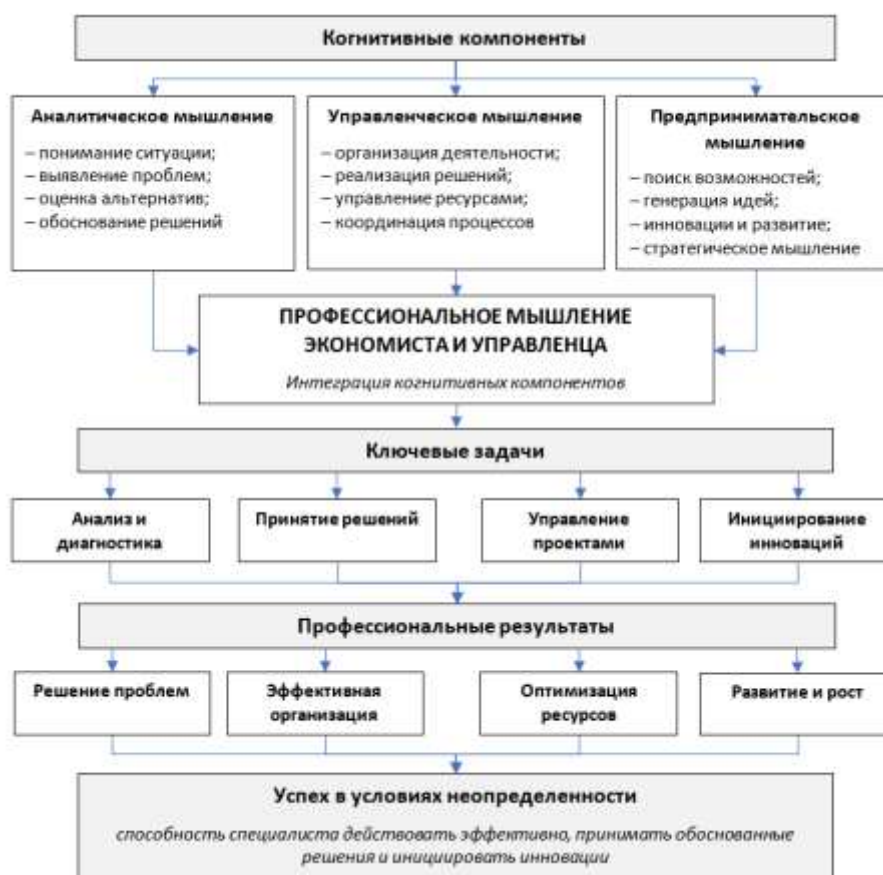 Когнитивные компоненты
Аналитическое мышление
– понимание ситуации;
– выявление проблем;
– оценка альтернатив;
– обоснование решений
Управленческое мышление
– организация деятельности;
– реализация решений;
– управление ресурсами;
– координация процессов
Предпринимательское
мышление
– поиск возможностей;
– генерация идей;
– инновации и развитие;
– стратегическое мышление
ПРОФЕССИОНАЛЬНОЕ МЫШЛЕНИЕ
ЭКОНОМИСТА И УПРАВЛЕНЦА
Интеграция когнитивных компонентов
Ключевые задачи
Анализ и
диагностика
Принятие решений
Управление
проектами
Инициирование
инноваций
Профессиональные результаты
Решение проблем
Эффективная
организация
Оптимизация
ресурсов
Развитие и рост
Успех в условиях неопределенности
способность специалиста действовать эффективно, принимать обоснованные
решения и инициировать инновации